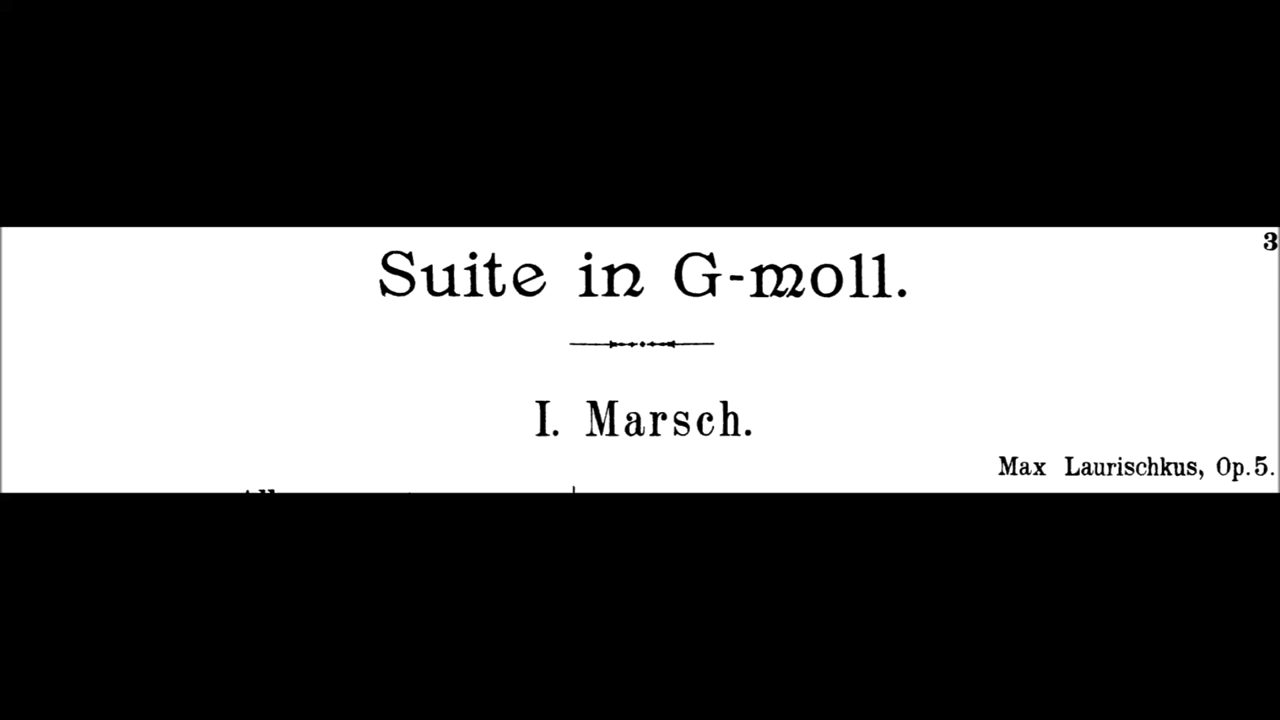 3
Suite in G-moll.
I. Marsch.
Max Laurischkus, Op. 5.